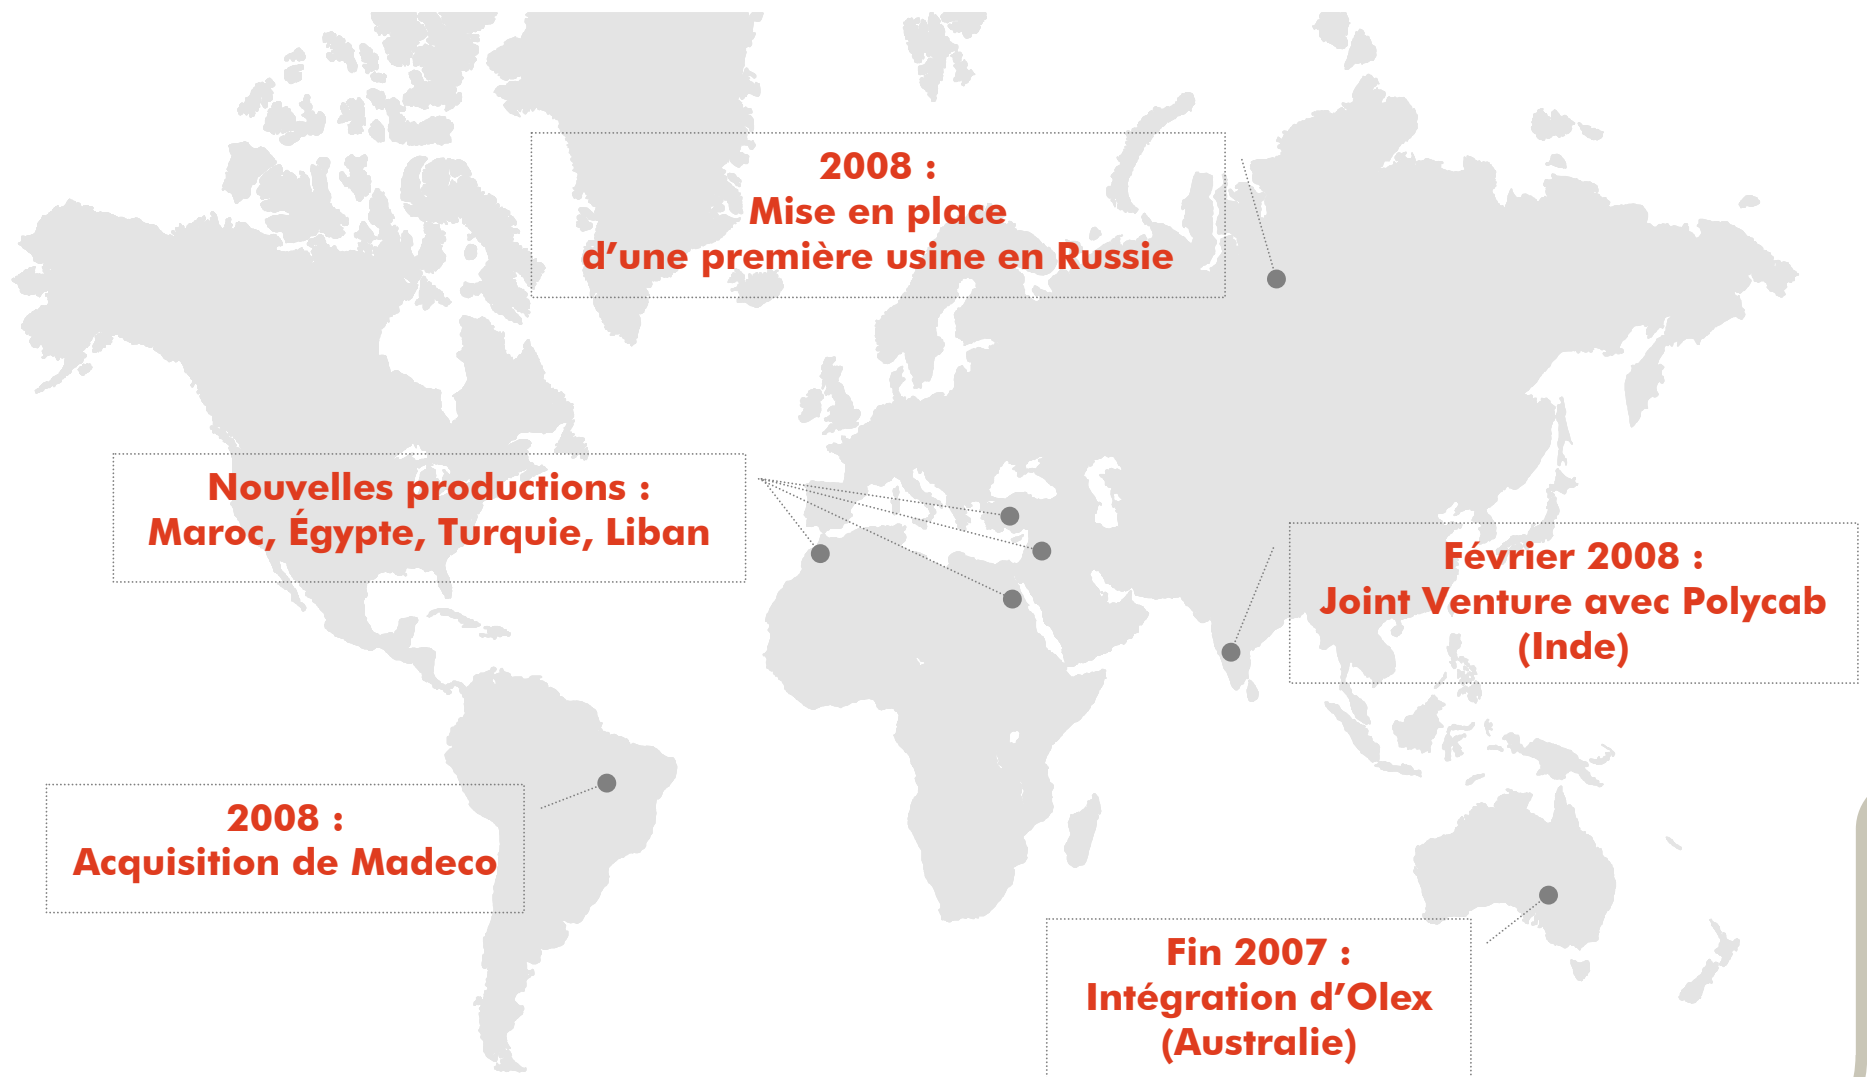 2008 :
Mise en place
d’une première usine en Russie
Nouvelles productions :
Maroc, Égypte, Turquie, Liban
Février 2008 :
Joint Venture avec Polycab
(Inde)
2008 :
Acquisition de Madeco
Fin 2007 :
Intégration d’Olex
(Australie)